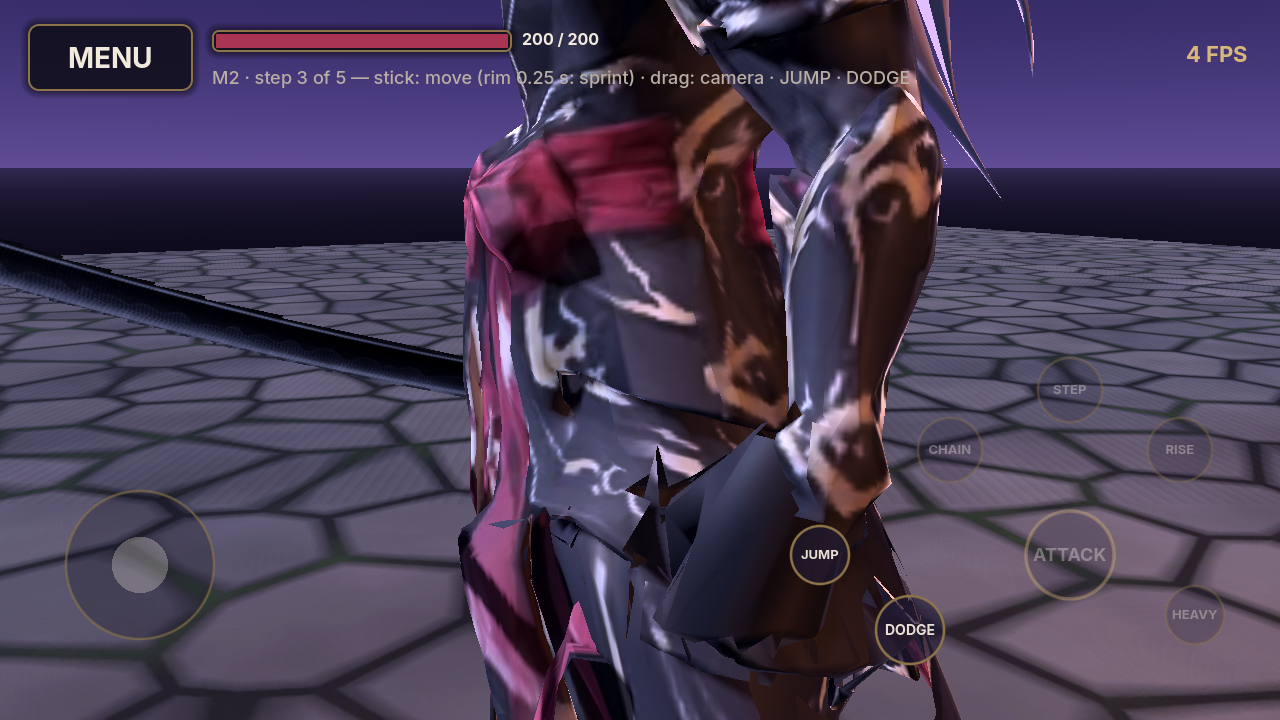 MENU
200 / 200
4 FPS
M2 · step 3 of 5 — stick: move (rim 0.25 s: sprint) · drag: camera · JUMP · DODGE
STEP
CHAIN
RISE
JUMP
ATTACK
HEAVY
DODGE